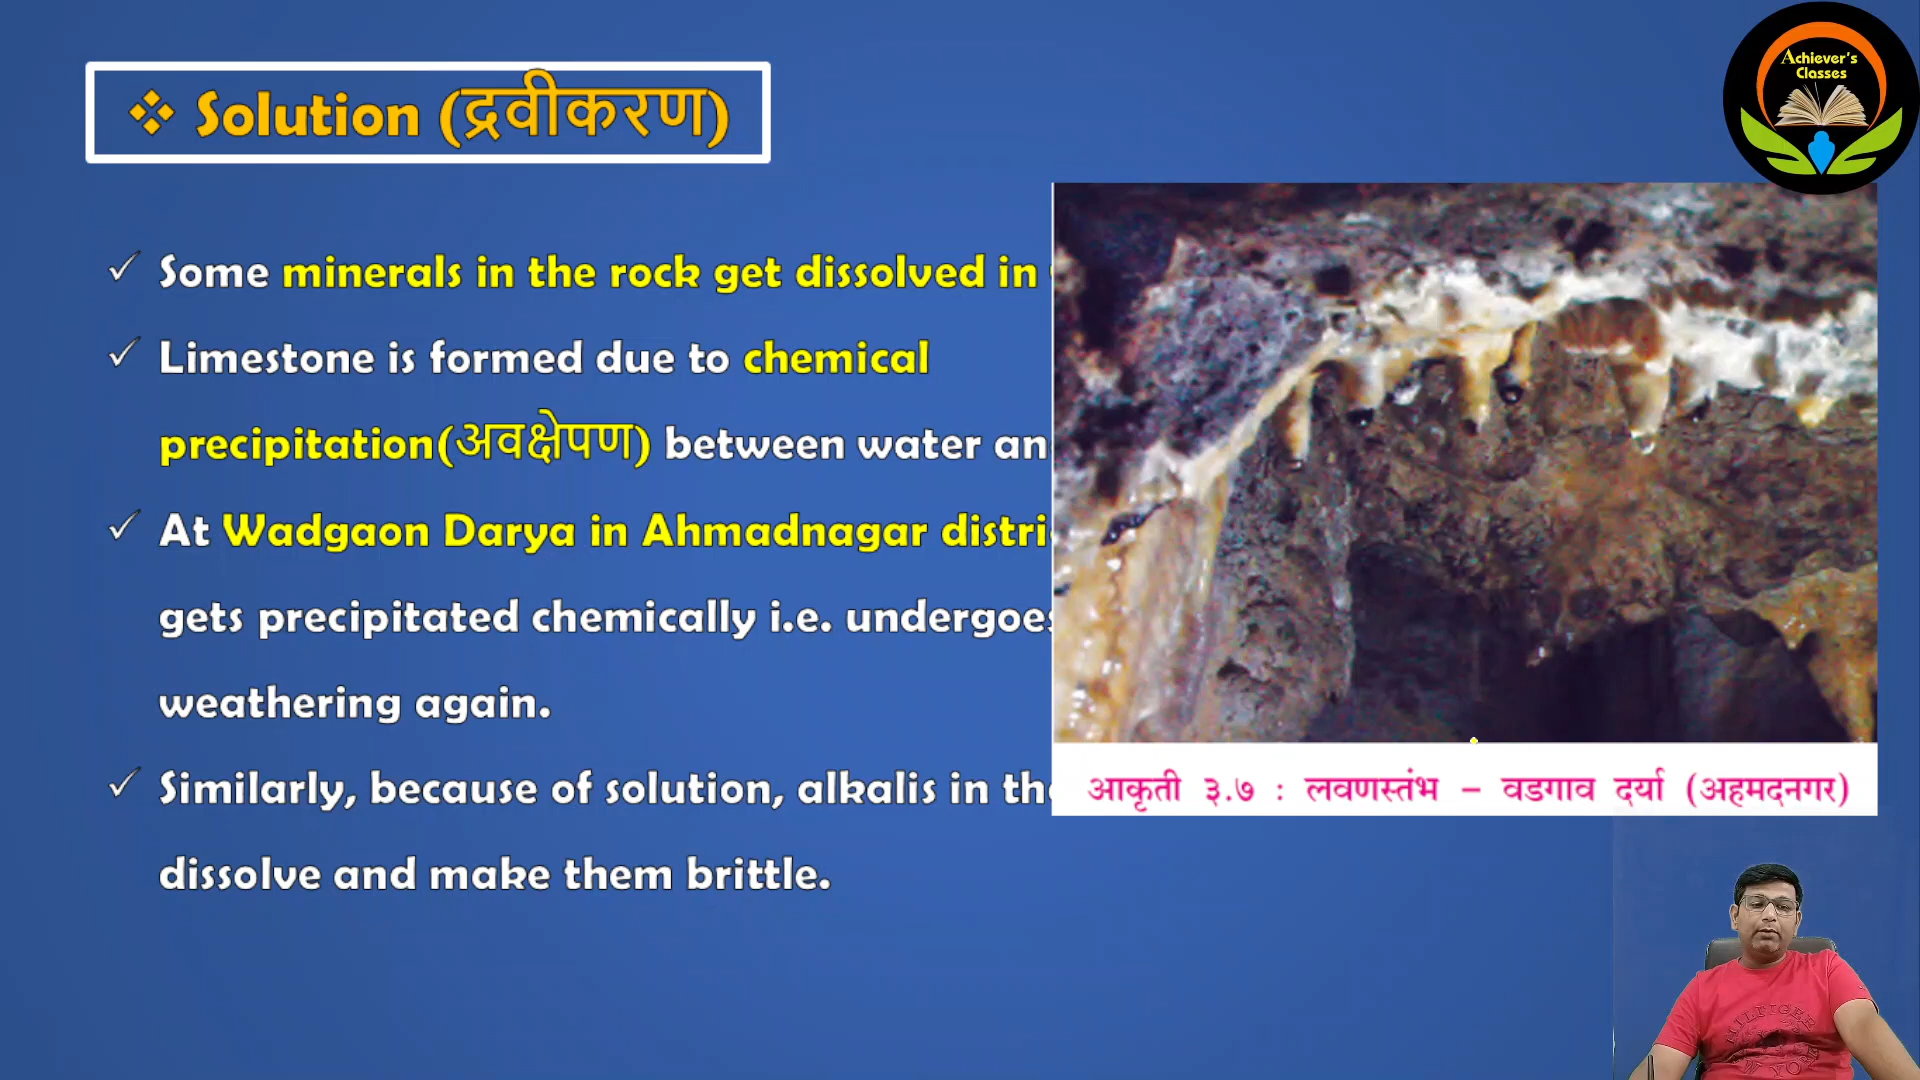 Achiever's
Classes
❖ Solution (द्रवीकरण)
✓ Some minerals in the rock get dissolved in
✓ Limestone is formed due to chemical
precipitation(अवक्षेपण) between water an
✓ At Wadgaon Darya in Ahmadnagar distri
gets precipitated chemically i.e. undergoes
weathering again.
✓ Similarly, because of solution, alkalis in the
dissolve and make them brittle.
आकृती ३.७ : लवणस्तंभ – वडगाव दर्या (अहमदनगर)